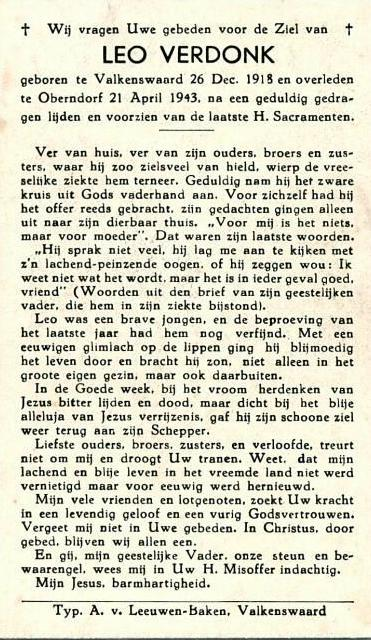 † Wij vragen Uwe gebeden voor de Ziel van †
LEO VERDONK
geboren te Valkenswaard 26 Dec. 1918 en overleden
te Oberndorf 21 April 1943, na een geduldig gedra-
gen lijden en voorzien van de laatste H. Sacramenten.
Ver van huis, ver van zijn ouders, broers en zus-
ters, waar hij zoo zielsveel van hield, wierp de vree-
selijke ziekte hem terneer. Geduldig nam hij het zware
kruis uit Gods vaderhand aan. Voor zichzelf had hij
het offer reeds gebracht, zijn gedachten gingen alleen
uit naar zijn dierbaar thuis. „Voor mij is het niets,
maar voor moeder". Dat waren zijn laatste woorden.
„Hij sprak niet veel, hij lag me aan te kijken met
z'n lachend-peinzende oogen, of hij zeggen wou: Ik
weet niet wat het wordt, maar het is in ieder geval goed,
vriend" (Woorden uit den brief van zijn geestelijken
vader, die hem in zijn ziekte bijstond).
Leo was een brave jongen, en de beproeving van
het laatste jaar had hem nog verfijnd. Met een
eeuwigen glimlach op de lippen ging hij blijmoedig
het leven door en bracht hij zon, niet alleen in het
groote eigen gezin, maar ook daarbuiten.
In de Goede week, bij het vroom herdenken van
Jezus bitter lijden en dood, maar dicht bij het blije
alleluja van Jezus verrijzenis, gaf hij zijn schoone ziel
weer terug aan zijn Schepper.
Liefste ouders, broers, zusters, en verloofde, treurt
niet om mij en droogt Uw tranen. Weet, dat mijn
lachend en blije leven in het vreemde land niet werd
vernietigd maar voor eeuwig werd hernieuwd.
Mijn vele vrienden en lotgenoten, zoekt Uw kracht
in een levendig geloof en een vurig Godsvertrouwen.
Vergeet mij niet in Uwe gebeden. In Christus, door
gebed, blijven wij allen een.
En gij, mijn geestelijke Vader, onze steun en be-
waarengel, wees mij in Uw H. Misoffer indachtig.
Mijn Jesus, barmhartigheid.
Typ. A. v. Leeuwen-Baken, Valkenswaard